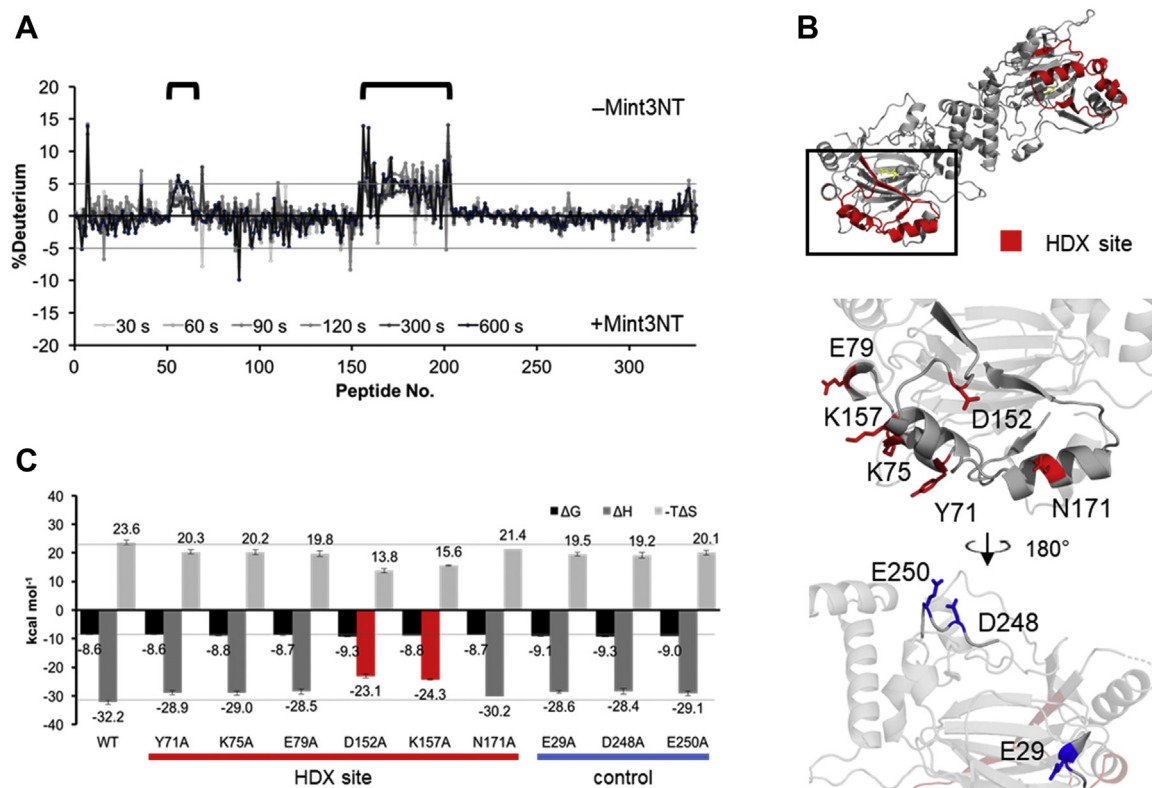 A
20
15
10
5
0
-5
-10
-15
-20
%Deuterium
–Mint3NT
+Mint3NT
30 s 60 s 90 s 120 s 300 s 600 s
0 50 100 150 200 250 300
Peptide No.
B
HDX site
E79
K157
D152
K75
Y71
N171
180°
E250
D248
E29
C
40
30
20
10
0
-10
-20
-30
-40
kcal mol⁻¹
ΔG ΔH -TΔS
23.6 20.3 20.2 19.8 13.8 15.6 21.4 19.5 19.2 20.1
-8.6 -8.6 -8.8 -8.7 -9.3 -8.8 -8.7 -9.1 -9.3 -9.0
-32.2 -28.9 -29.0 -28.5 -23.1 -24.3 -30.2 -28.6 -28.4 -29.1
WT Y71A K75A E79A D152A K157A N171A E29A D248A E250A
HDX site control